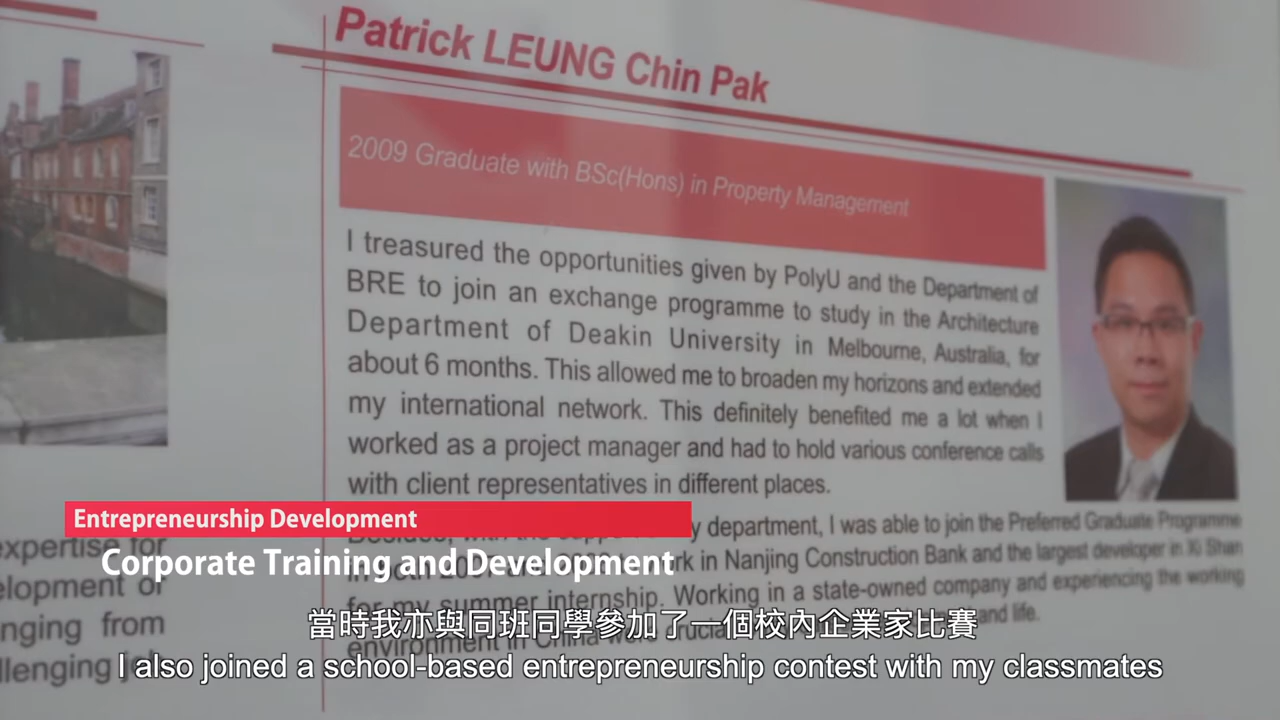 Patrick LEUNG Chin Pak
2009 Graduate with BSc(Hons) in Property Management
I treasured the opportunities given by PolyU and the Department of
BRE to join an exchange programme to study in the Architecture
Department of Deakin University in Melbourne, Australia, for
about 6 months. This allowed me to broaden my horizons and extended
my international network. This definitely benefited me a lot when I
worked as a project manager and had to hold various conference calls
with client representatives in different places.
Entrepreneurship Development
department, I was able to join the Preferred Graduate Programme
expertise for
Corporate Training and Development
in Nanjing Construction Bank and the largest developer in Xi Shan
for my summer internship. Working in a state-owned company and experiencing the working
environment in China
and life.
from
當時我亦與同班同學參加了一個校內企業家比賽
I also joined a school-based entrepreneurship contest with my classmates